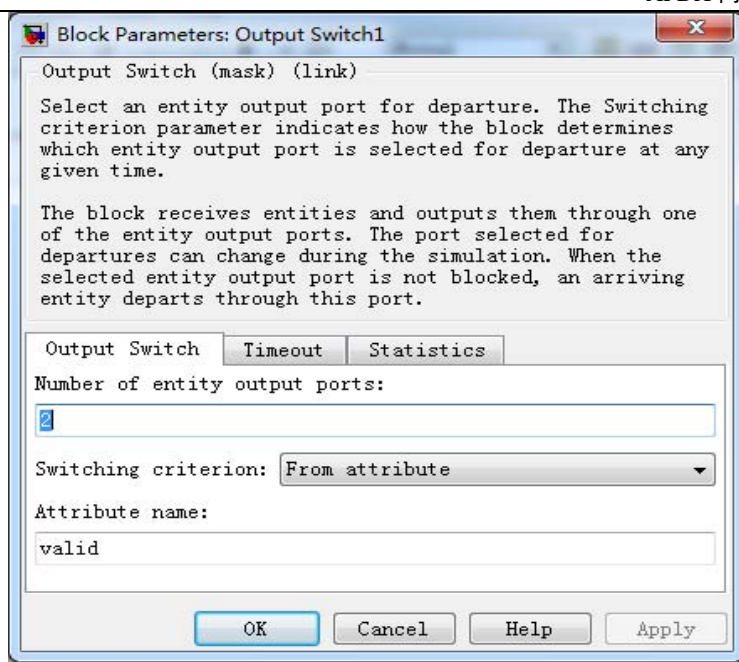 Block Parameters: Output Switch1
Output Switch (mask) (link)
Select an entity output port for departure. The Switching
criterion parameter indicates how the block determines
which entity output port is selected for departure at any
given time.
The block receives entities and outputs them through one
of the entity output ports. The port selected for
departures can change during the simulation. When the
selected entity output port is not blocked, an arriving
entity departs through this port.
Output Switch Timeout Statistics
Number of entity output ports:
2
Switching criterion: From attribute
Attribute name:
valid
OK Cancel Help Apply